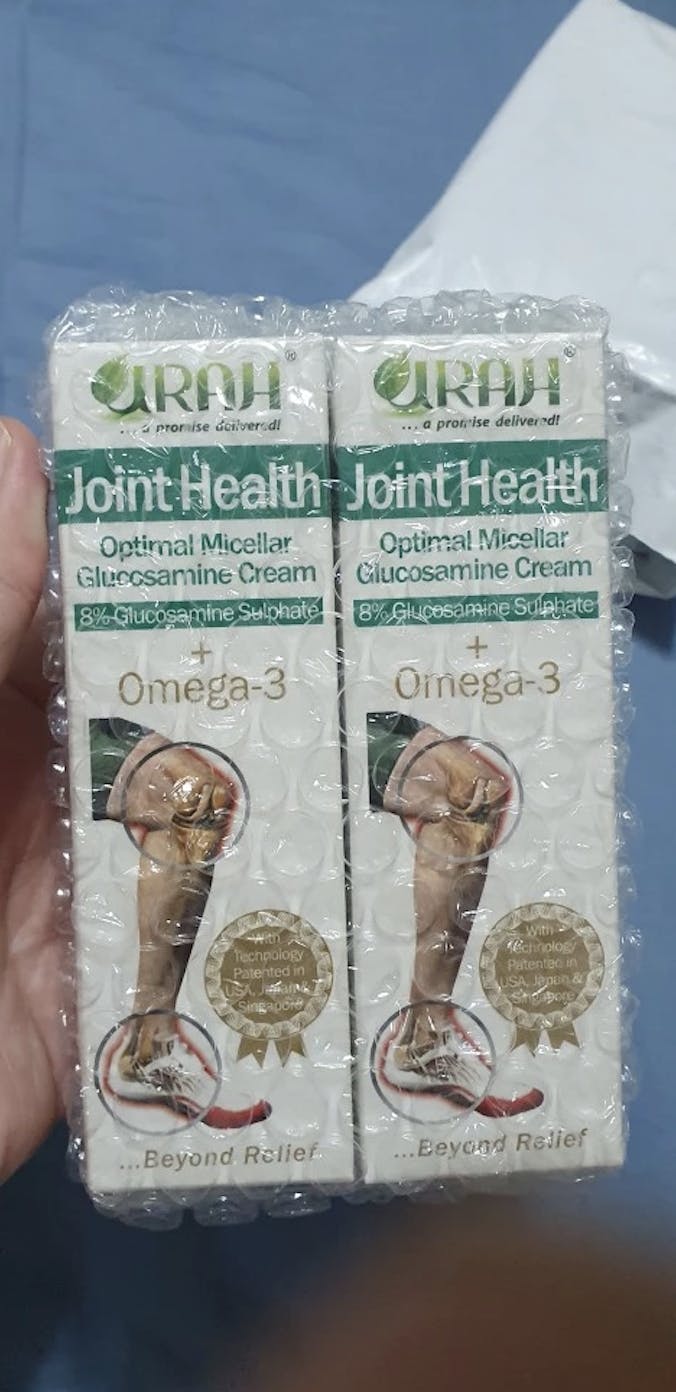 URAH®
...a promise delivered!
Joint Health
Optimal Micellar
Glucosamine Cream
8% Glucosamine Sulphate
+
Omega-3
With
Technology
Patented in
USA, Japan &
Singapore
...Beyond Relief
URAH®
...a promise delivered!
Joint Health
Optimal Micellar
Glucosamine Cream
8% Glucosamine Sulphate
+
Omega-3
With
Technology
Patented in
USA, Japan &
Singapore
...Beyond Relief